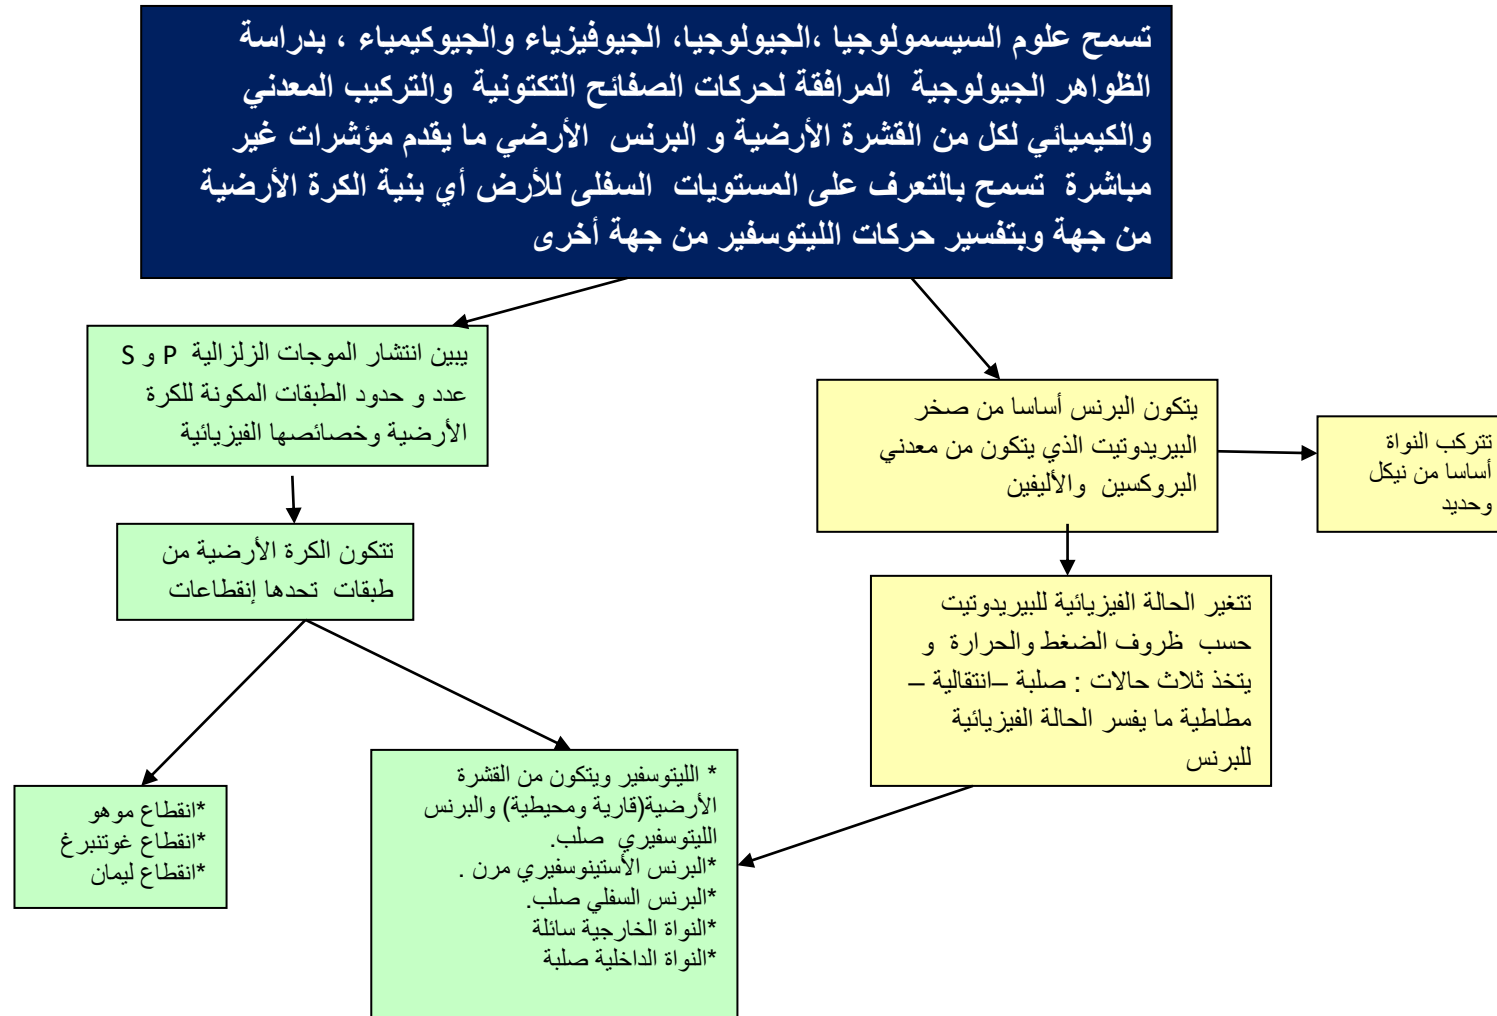 تسمح علوم السيسمولوجيا ،الجيولوجيا، الجيوفيزياء والجيوكيمياء ، بدراسة
الظواهر الجيولوجية المرافقة لحركات الصفائح التكتونية والتركيب المعدني
والكيميائي لكل من القشرة الأرضية و البرنس الأرضي ما يقدم مؤشرات غير
مباشرة تسمح بالتعرف على المستويات السفلى للأرض أي بنية الكرة الأرضية
من جهة وبتفسير حركات الليتوسفير من جهة أخرى
يبين انتشار الموجات الزلزالية P و S
عدد و حدود الطبقات المكونة للكرة
الأرضية وخصائصها الفيزيائية
يتكون البرنس أساسا من صخر
البيريدوتيت الذي يتكون من معدني
البروكسين والأليفين
تتركب النواة
أساسا من نيكل
وحديد
تتكون الكرة الأرضية من
طبقات تحدها إنقطاعات
تتغير الحالة الفيزيائية للبيريدوتيت
حسب ظروف الضغط والحرارة و
يتخذ ثلاث حالات : صلبة –انتقالية –
مطاطية ما يفسر الحالة الفيزيائية
للبرنس
*انقطاع موهو
*انقطاع غوتنبرغ
*انقطاع ليمان
* الليتوسفير ويتكون من القشرة
الأرضية(قارية ومحيطية) والبرنس
الليتوسفيري صلب.
*البرنس الأستينوسفيري مرن .
*البرنس السفلي صلب.
*النواة الخارجية سائلة
*النواة الداخلية صلبة